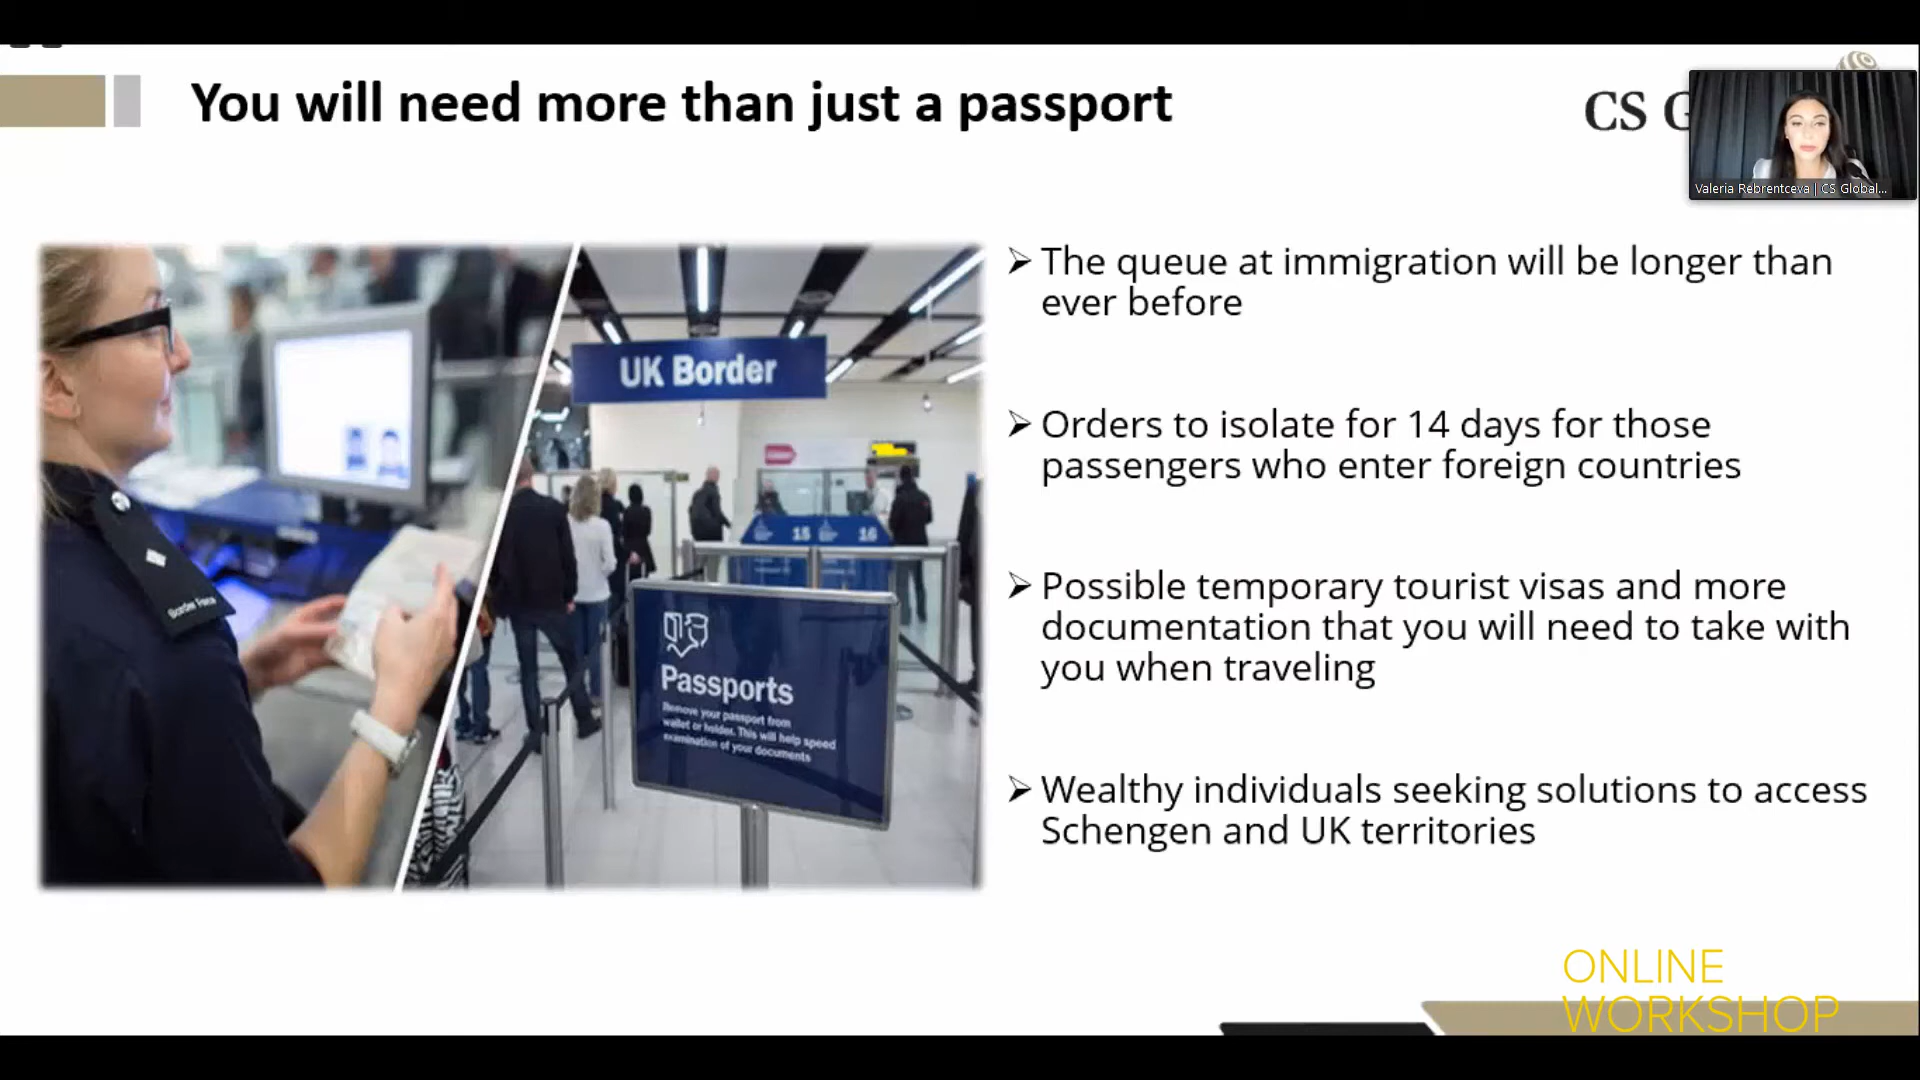 You will need more than just a passport
CS G
Valeria Rebrentceva | CS Global...
The queue at immigration will be longer than
ever before
Orders to isolate for 14 days for those
passengers who enter foreign countries
Possible temporary tourist visas and more
documentation that you will need to take with
you when traveling
Wealthy individuals seeking solutions to access
Schengen and UK territories
UK Border
15
16
Passports
Remove your passport from
wallet or holder. This will help speed
examination of your documents
Border Force
ONLINE
WORKSHOP